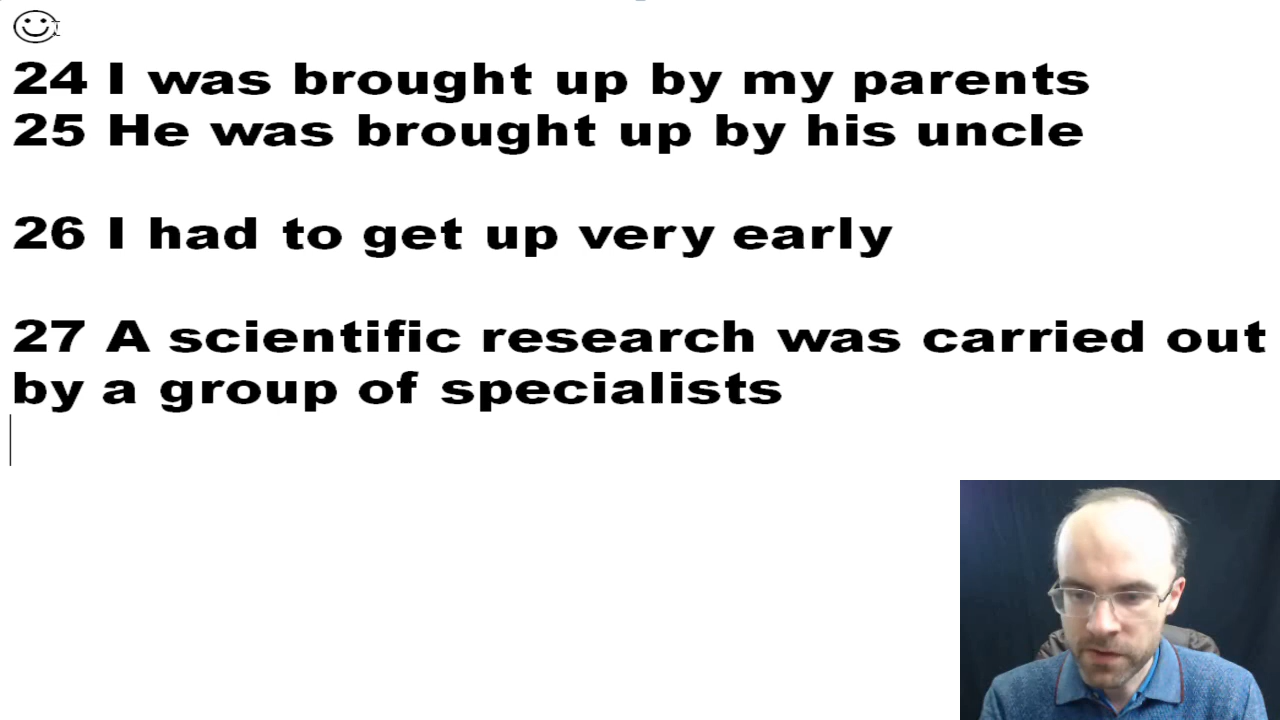 24 I was brought up by my parents
25 He was brought up by his uncle
26 I had to get up very early
27 A scientific research was carried out
by a group of specialists